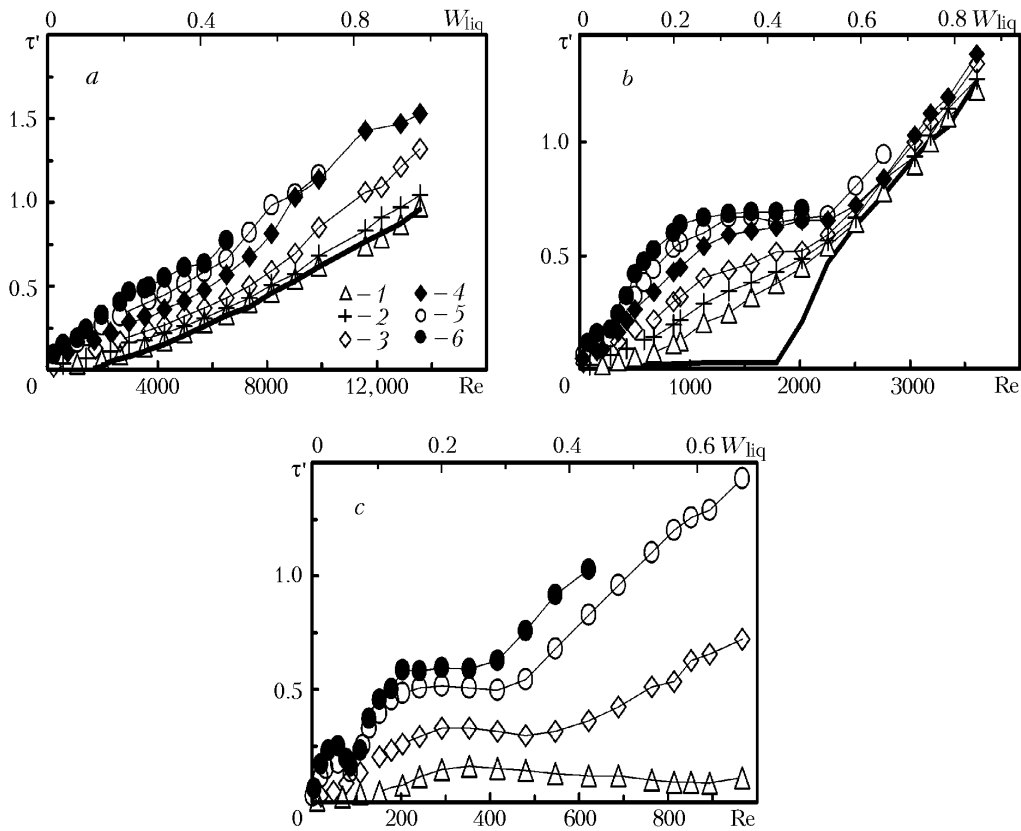 0 0.4 0.8 W_liq
τ' a
1.5
1.0
0.5
0 4000 8000 12,000 Re
△ – 1 ◆ – 4
+ – 2 ○ – 5
◇ – 3 ● – 6
0 0.2 0.4 0.6 0.8 W_liq
τ' b
1.0
0.5
0 1000 2000 3000 Re
0 0.2 0.4 0.6 W_liq
τ' c
1.0
0.5
0 200 400 600 800 Re